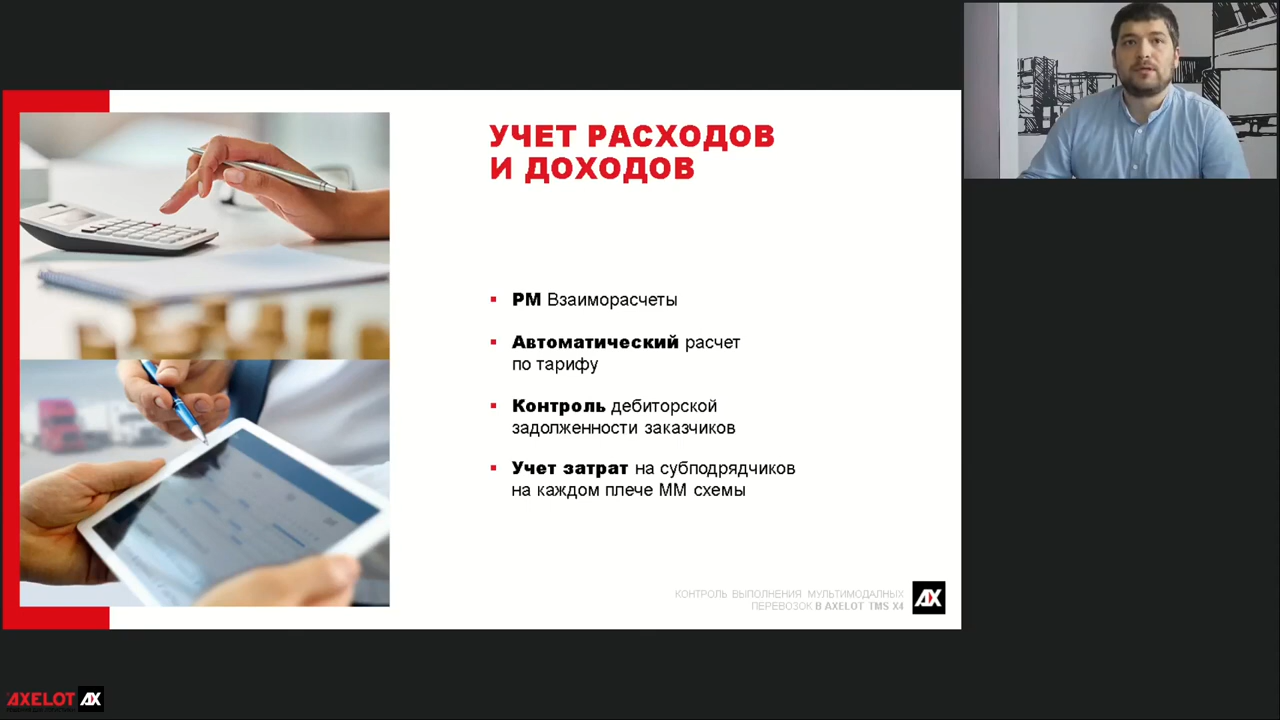 УЧЕТ РАСХОДОВ
И ДОХОДОВ
РМ Взаиморасчеты
Автоматический расчет
по тарифу
Контроль дебиторской
задолженности заказчиков
Учет затрат на субподрядчиков
на каждом плече ММ схемы
КОНТРОЛЬ ВЫПОЛНЕНИЯ МУЛЬТИМОДАЛНЫХ
ПЕРЕВОЗОК В AXELOT TMS X4
AX
AXELOT AX